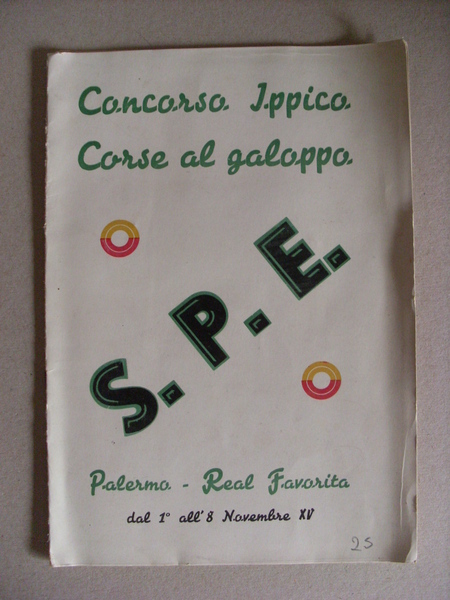 Concorso Ippico
Corse al galoppo
S.P.E.
Palermo - Real Favorita
dal 1° all'8 Novembre XV
25